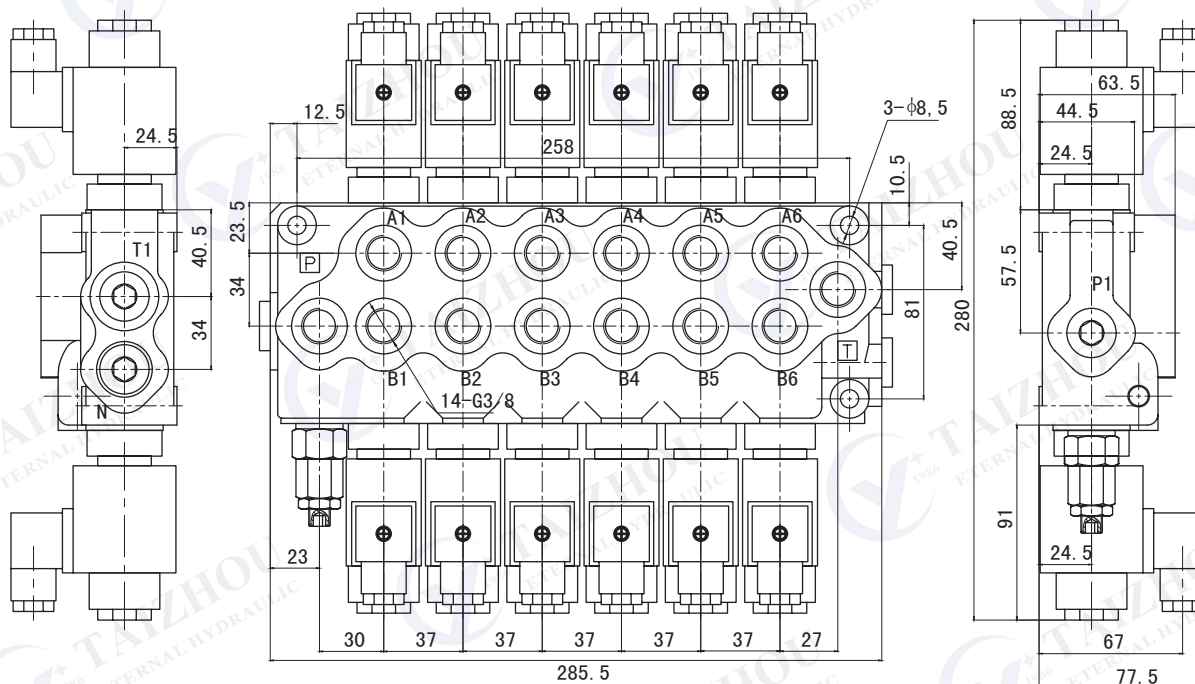 24.5
T1
40.5
34
N
12.5
258
3-ϕ8,5
10.5
23.5
34
A1 A2 A3 A4 A5 A6
P
40.5
81
280
T
B1 B2 B3 B4 B5 B6
14-G3/8
23
30 37 37 37 37 37 27
285.5
88.5
63.5
44.5
24.5
57.5
P1
91
24.5
67
77.5
1986 TAIZHOU
ETERNAL HYDRAULIC